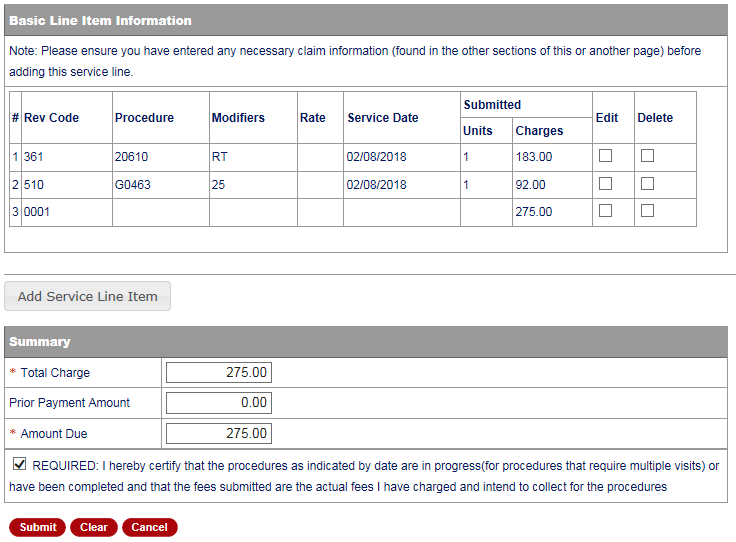 Basic Line Item Information
Note: Please ensure you have entered any necessary claim information (found in the other sections of this or another page) before
adding this service line.
# Rev Code Procedure Modifiers Rate Service Date Submitted Edit Delete
Units Charges
1 361 20610 RT 02/08/2018 1 183.00
2 510 G0463 25 02/08/2018 1 92.00
3 0001 275.00
Add Service Line Item
Summary
* Total Charge 275.00
Prior Payment Amount 0.00
* Amount Due 275.00
REQUIRED: I hereby certify that the procedures as indicated by date are in progress(for procedures that require multiple visits) or
have been completed and that the fees submitted are the actual fees I have charged and intend to collect for the procedures
Submit Clear Cancel